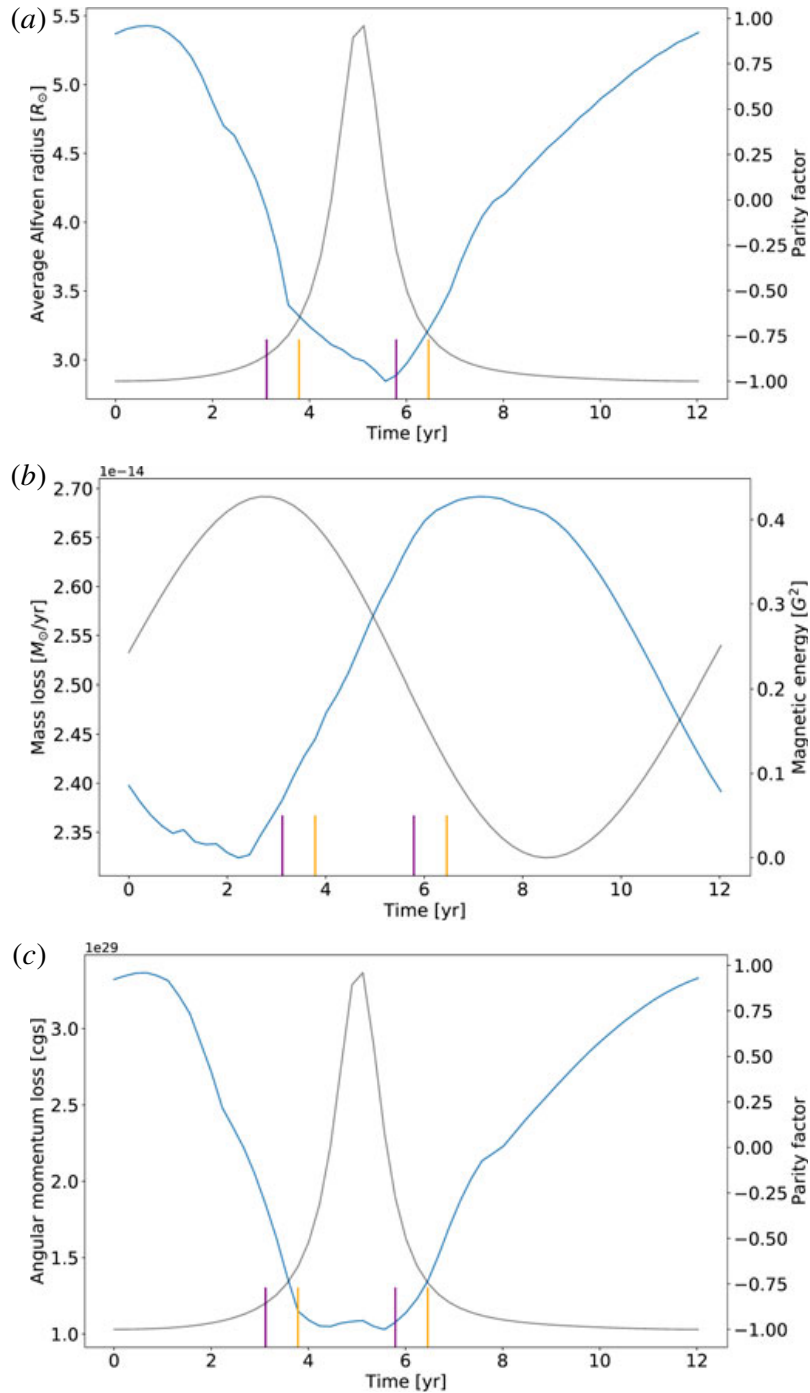 (a)
5.5
5.0
4.5
4.0
3.5
3.0
Average Alfven radius [R⊙]
1.00
0.75
0.50
0.25
0.00
−0.25
−0.50
−0.75
−1.00
Parity factor
0 2 4 6 8 10 12
Time [yr]
(b)
1e−14
2.70
2.65
2.60
2.55
2.50
2.45
2.40
2.35
Mass loss [M⊙/yr]
0.4
0.3
0.2
0.1
0.0
Magnetic energy [G²]
0 2 4 6 8 10 12
Time [yr]
(c)
1e29
3.0
2.5
2.0
1.5
1.0
Angular momentum loss [cgs]
1.00
0.75
0.50
0.25
0.00
−0.25
−0.50
−0.75
−1.00
Parity factor
0 2 4 6 8 10 12
Time [yr]